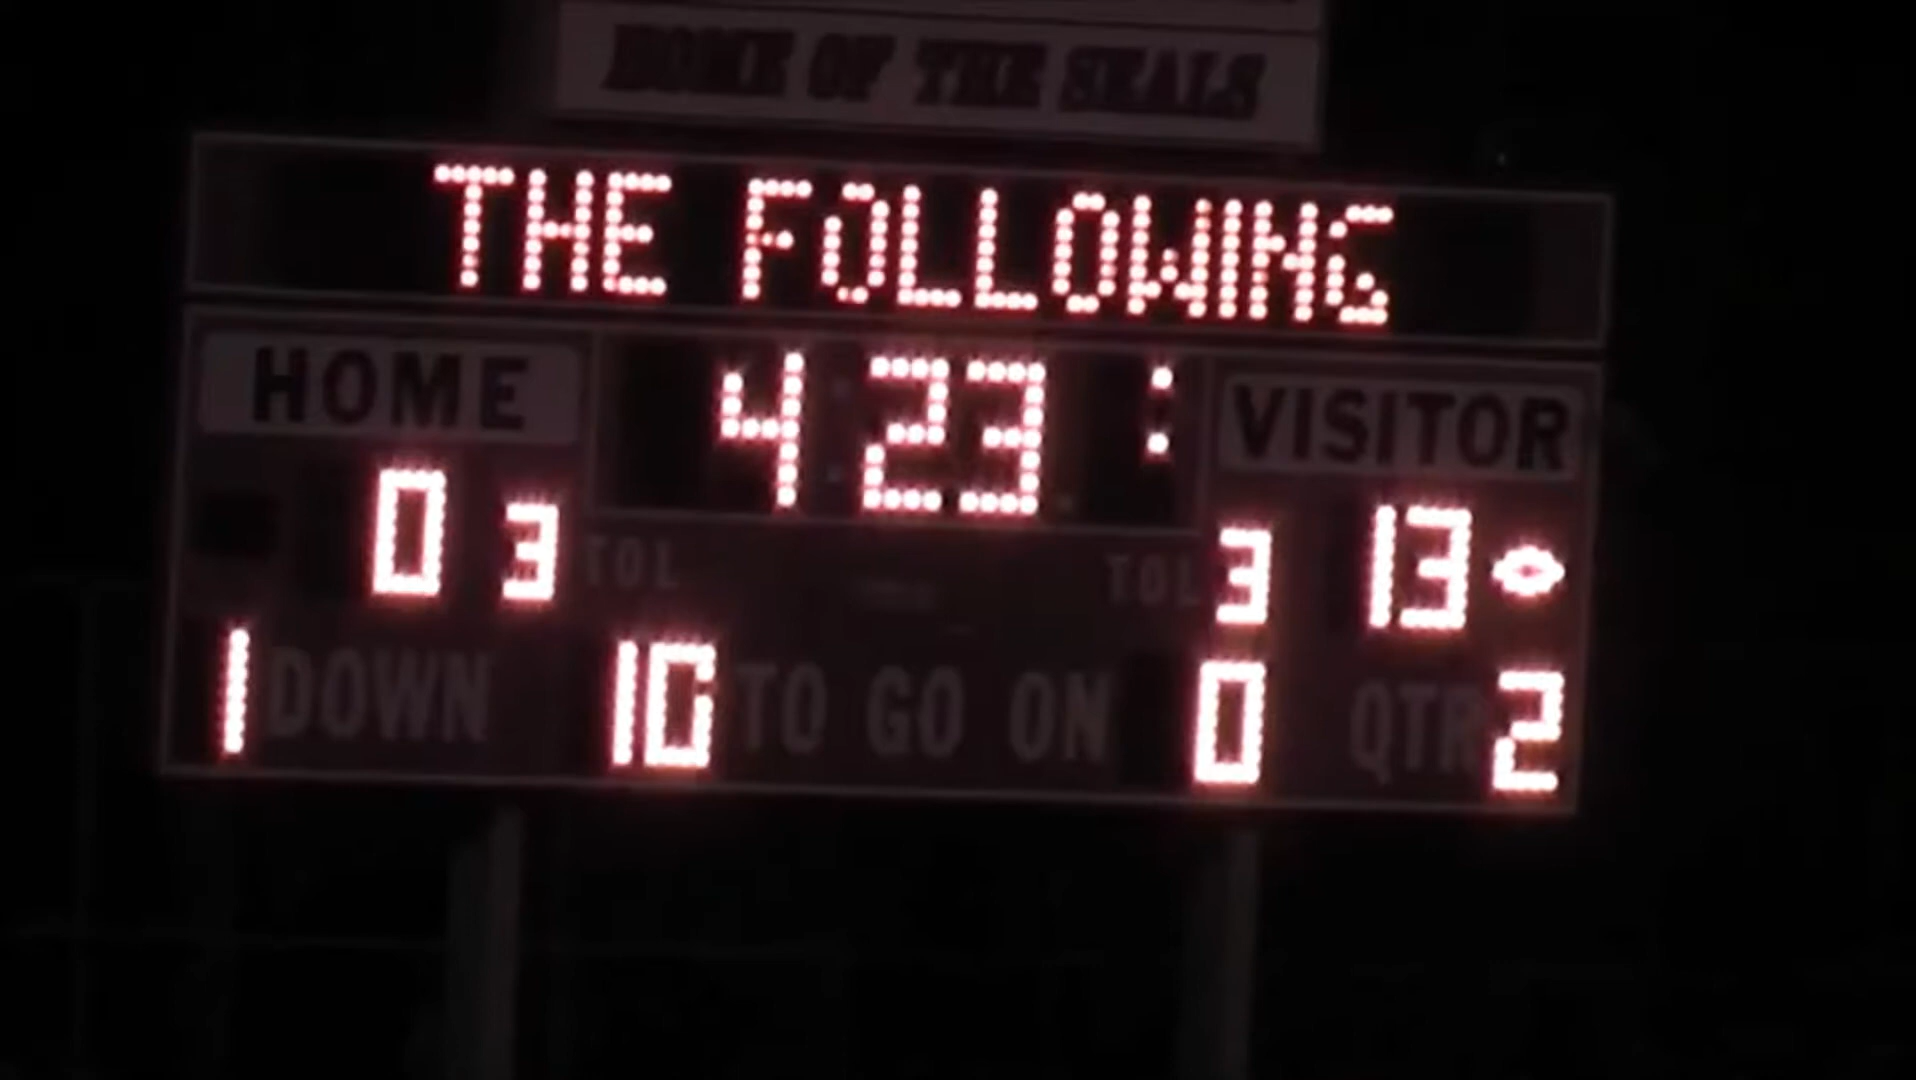 HOME OF THE SEALS
THE FOLLOWING
HOME 4 23 VISITOR
0 3 TOL TOL 3 13
1 DOWN 10 TO GO ON 0 QTR 2